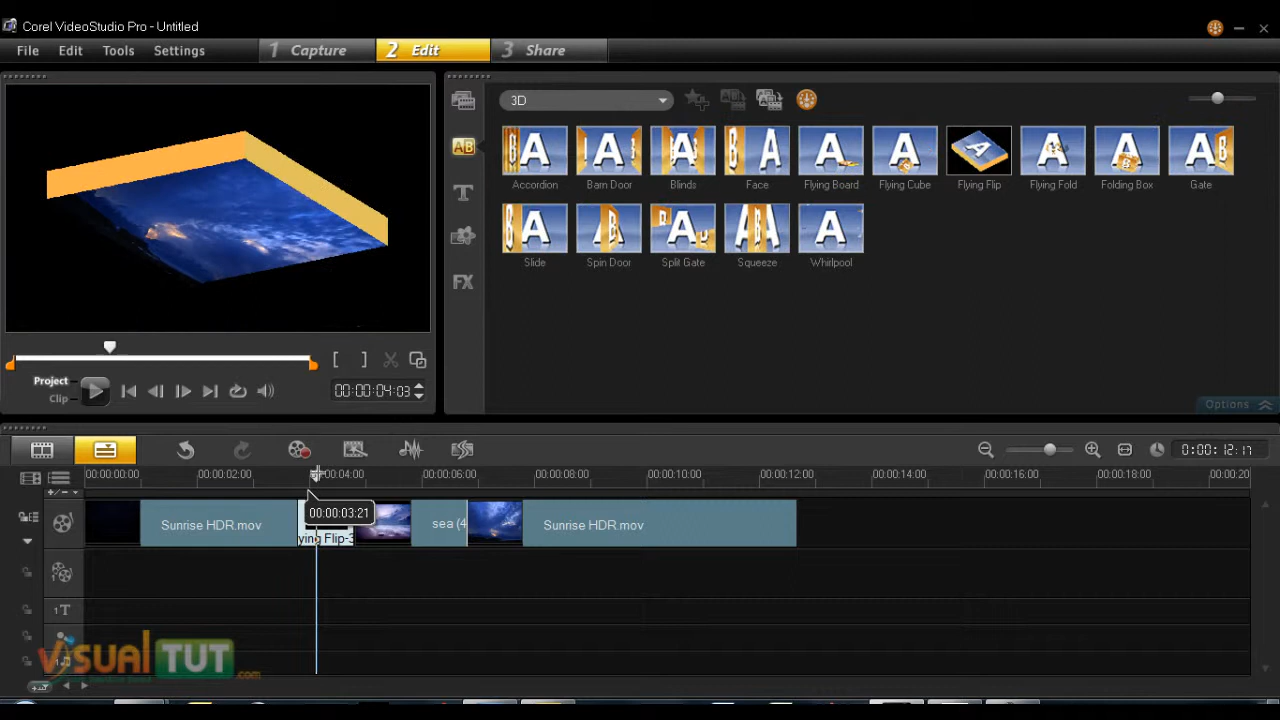 Corel VideoStudio Pro - Untitled
File Edit Tools Settings 1 Capture 2 Edit 3 Share
3D
Accordion Barn Door Blinds Face Flying Board Flying Cube Flying Flip Flying Fold Folding Box Gate
Slide Spin Door Split Gate Squeeze Whirlpool
AB
T
FX
Project
Clip
00:00:04:03
Options
0:00:12:17
00:00:00:00 00:00:02:00 00:04:00 00:00:06:00 00:00:08:00 00:00:10:00 00:00:12:00 00:00:14:00 00:00:16:00 00:00:18:00 00:00:20
00:00:03:21
Sunrise HDR.mov
ying Flip-3
sea (4
Sunrise HDR.mov
1T
VISUAL TUT
.com